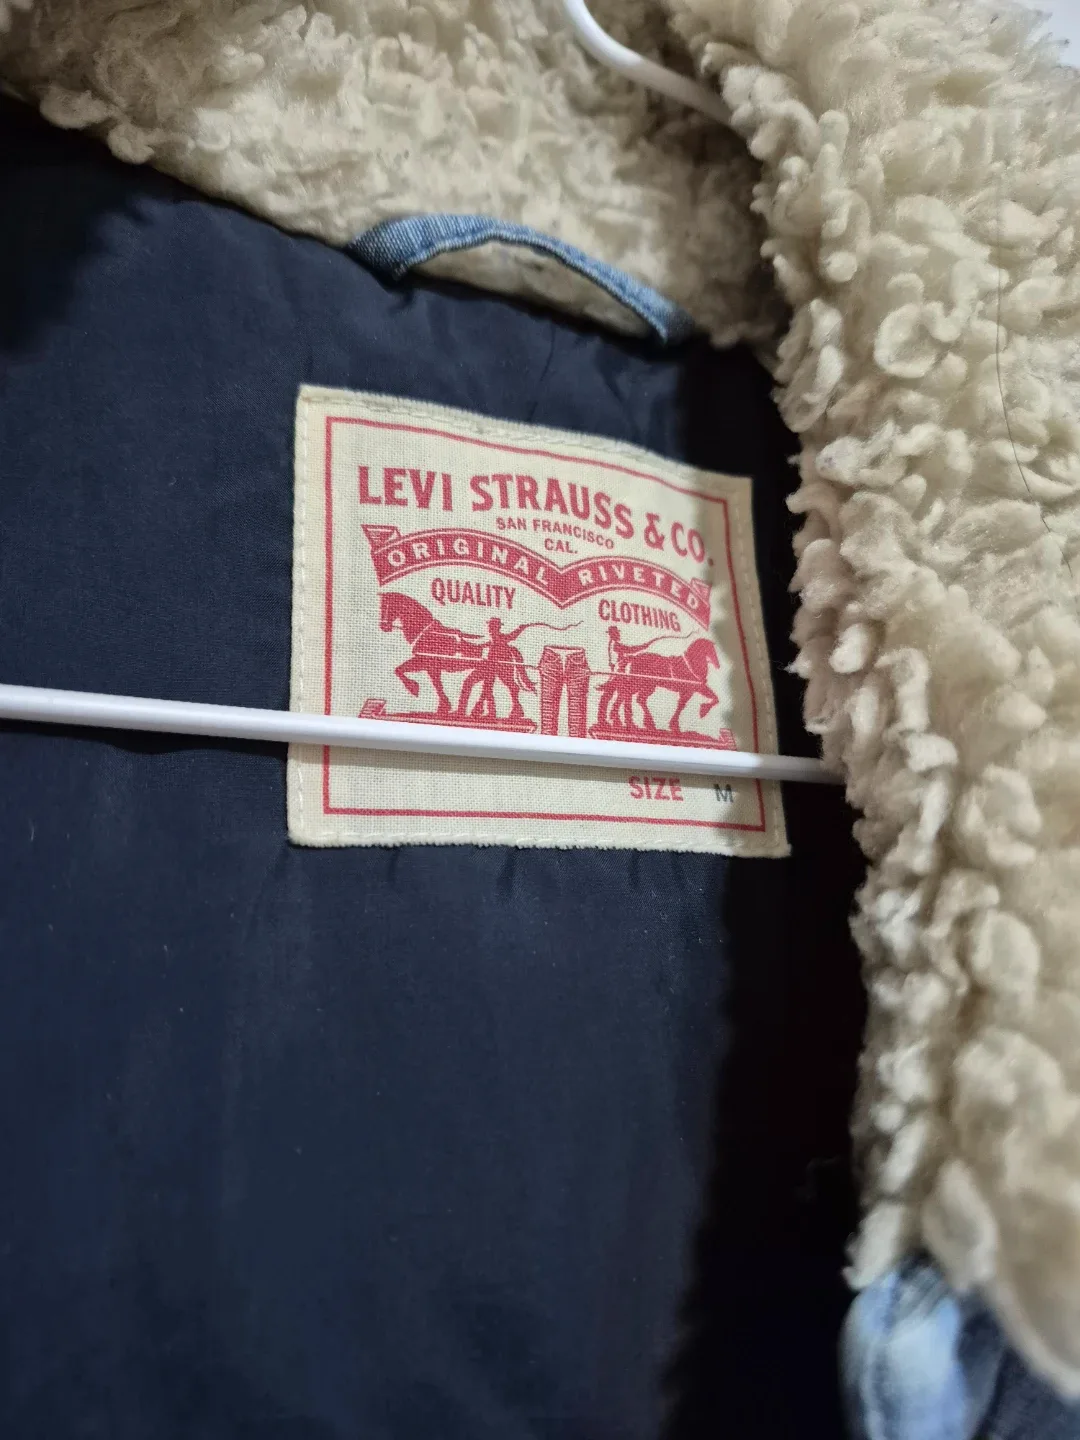 LEVI STRAUSS & CO.
SAN FRANCISCO
CAL.
ORIGINAL RIVETED
QUALITY CLOTHING
SIZE M